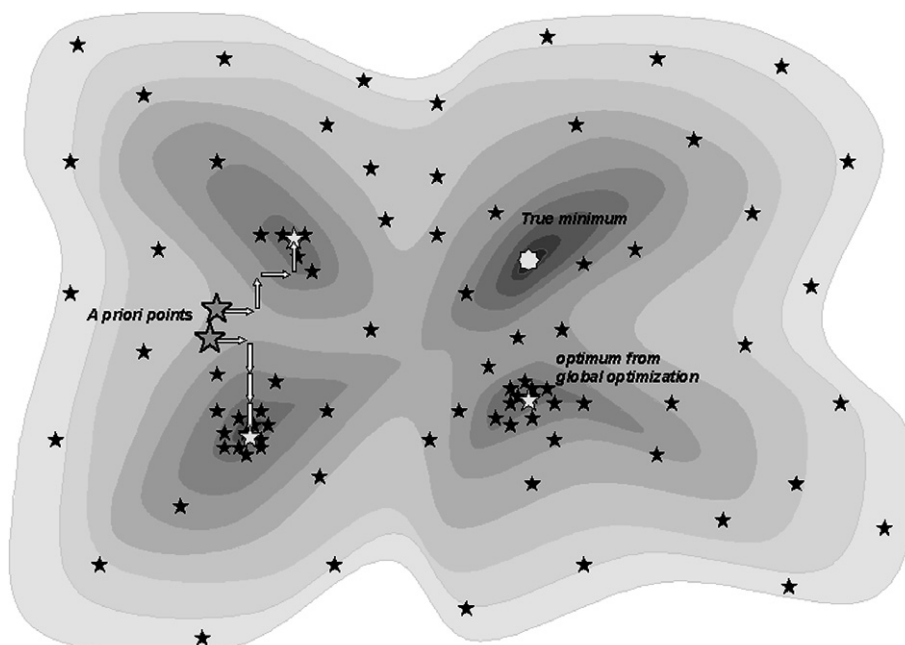 True minimum
A priori points
optimum from
global optimization